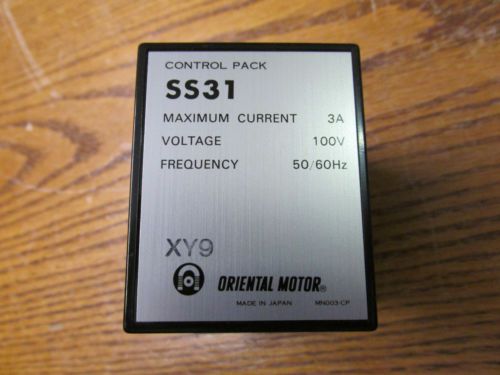 CONTROL PACK
SS31
MAXIMUM CURRENT 3A
VOLTAGE 100V
FREQUENCY 50/60Hz
XY9
ORIENTAL MOTOR®
MADE IN JAPAN MN003-CP